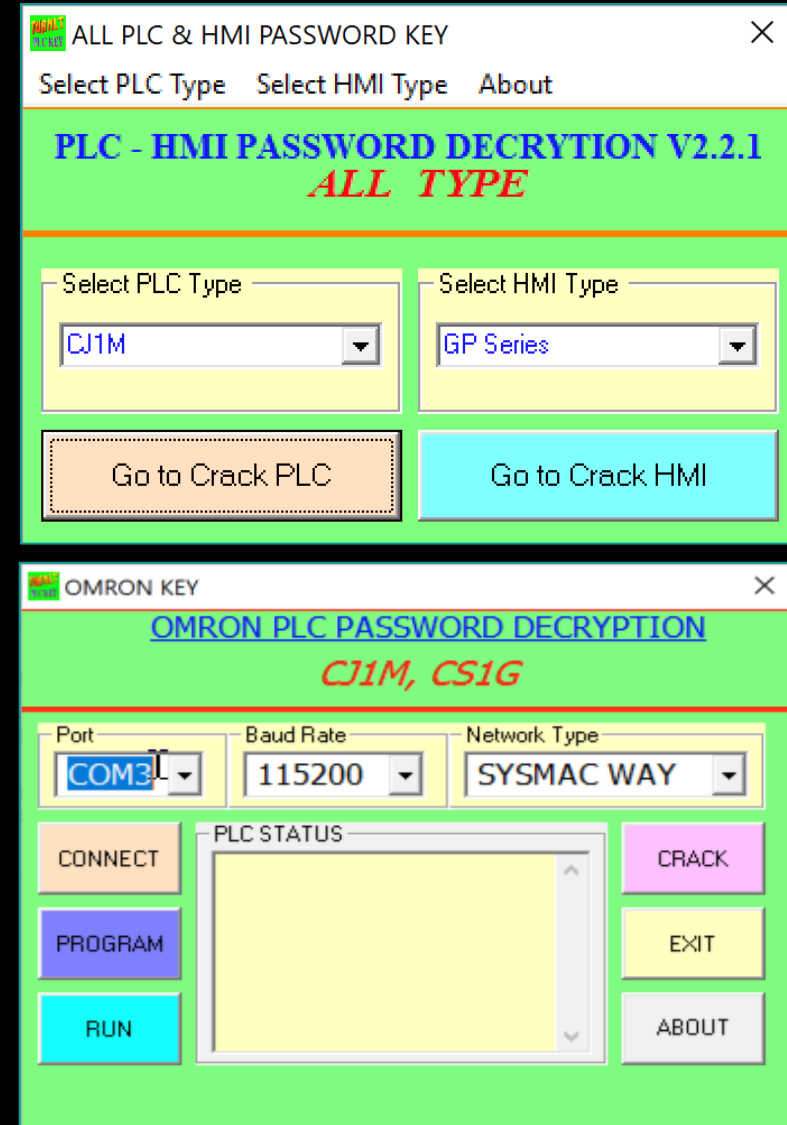 ALL PLC & HMI PASSWORD KEY
Select PLC Type Select HMI Type About
PLC - HMI PASSWORD DECRYTION V2.2.1
ALL TYPE
Select PLC Type Select HMI Type
CJ1M GP Series
Go to Crack PLC Go to Crack HMI
OMRON KEY
OMRON PLC PASSWORD DECRYPTION
CJ1M, CS1G
Port Baud Rate Network Type
COM3 115200 SYSMAC WAY
CONNECT PLC STATUS CRACK
PROGRAM EXIT
RUN ABOUT